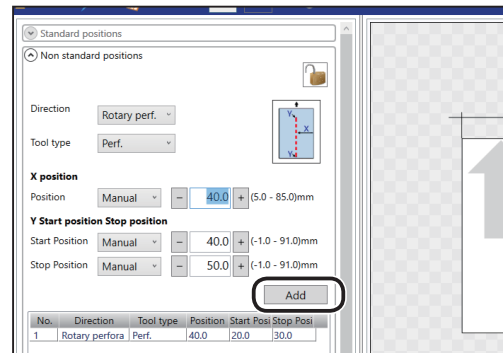 Standard positions
Non standard positions
Direction Rotary perf.
Tool type Perf.
Y
X
Y
X position
Position Manual − 40.0 + (5.0 - 85.0)mm
Y Start position Stop position
Start Position Manual − 40.0 + (-1.0 - 91.0)mm
Stop Position Manual − 50.0 + (-1.0 - 91.0)mm
Add
No. Direction Tool type Position Start Posi Stop Posi
1 Rotary perfora Perf. 40.0 20.0 30.0